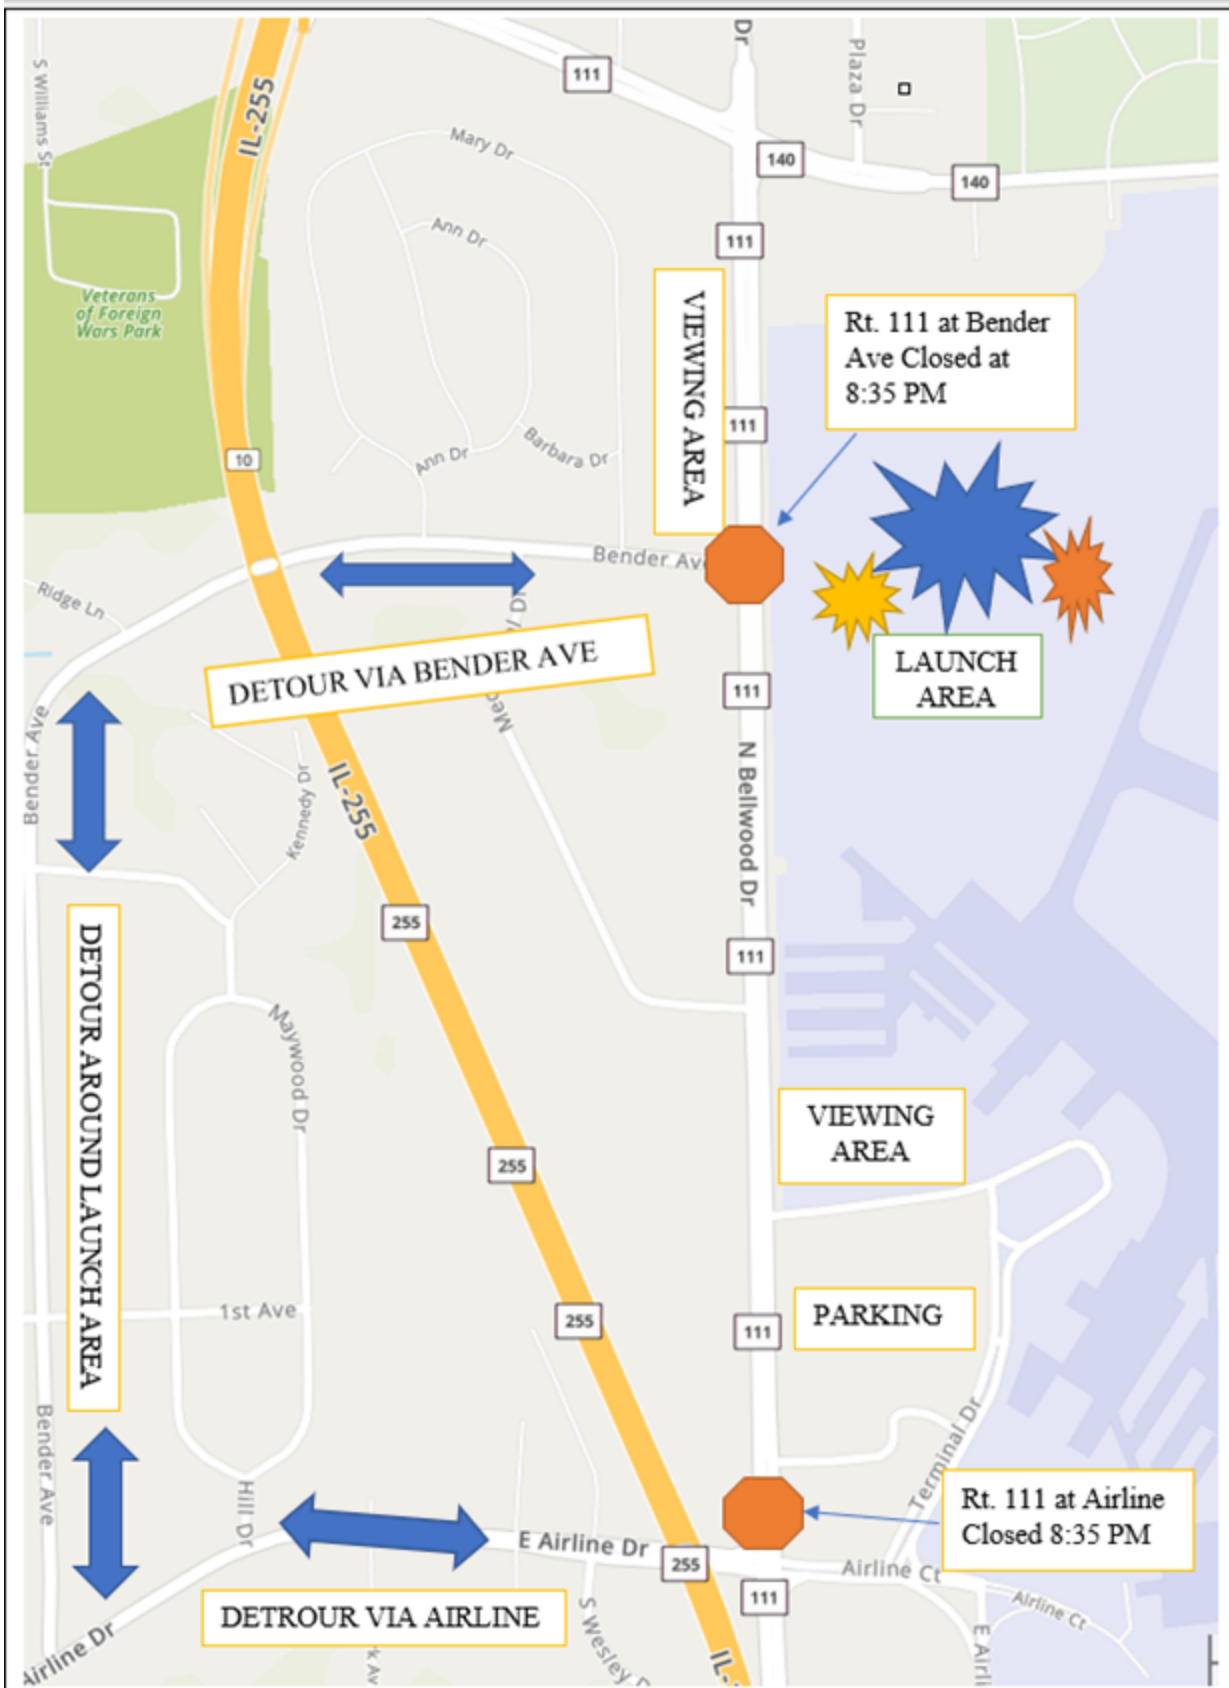 Dr
S Williams St
IL-255
111
Plaza Dr
Mary Dr
140
140
Ann Dr
111
Veterans
of Foreign
Wars Park
VIEWING AREA
Rt. 111 at Bender
Ave Closed at
8:35 PM
111
Barbara Dr
Ann Dr
10
Bender Ave
Ridge Ln
DETOUR VIA BENDER AVE
LAUNCH
AREA
111
Bender Ave
Kennedy Dr
IL-255
N Bellwood Dr
255
111
DETOUR AROUND LAUNCH AREA
Maywood Dr
VIEWING
AREA
255
1st Ave
255
111
PARKING
Bender Ave
Hill Dr
Terminal Dr
Rt. 111 at Airline
Closed 8:35 PM
E Airline Dr
255
Airline Ct
111
Airline Ct
DETROUR VIA AIRLINE
S Wesley D
Airline Dr
k Av
E Airli
IL-